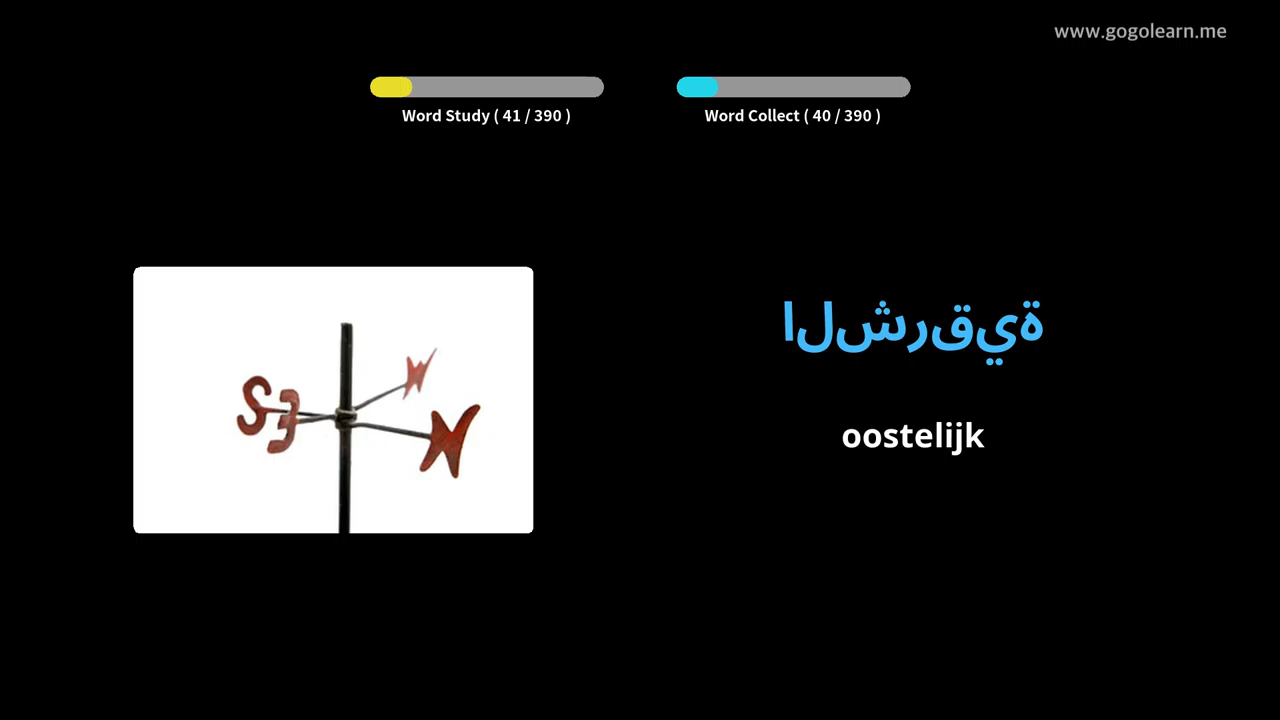 www.gogolearn.me
Word Study ( 41 / 390 )
Word Collect ( 40 / 390 )
S
E
N
W
الشرقية
oostelijk